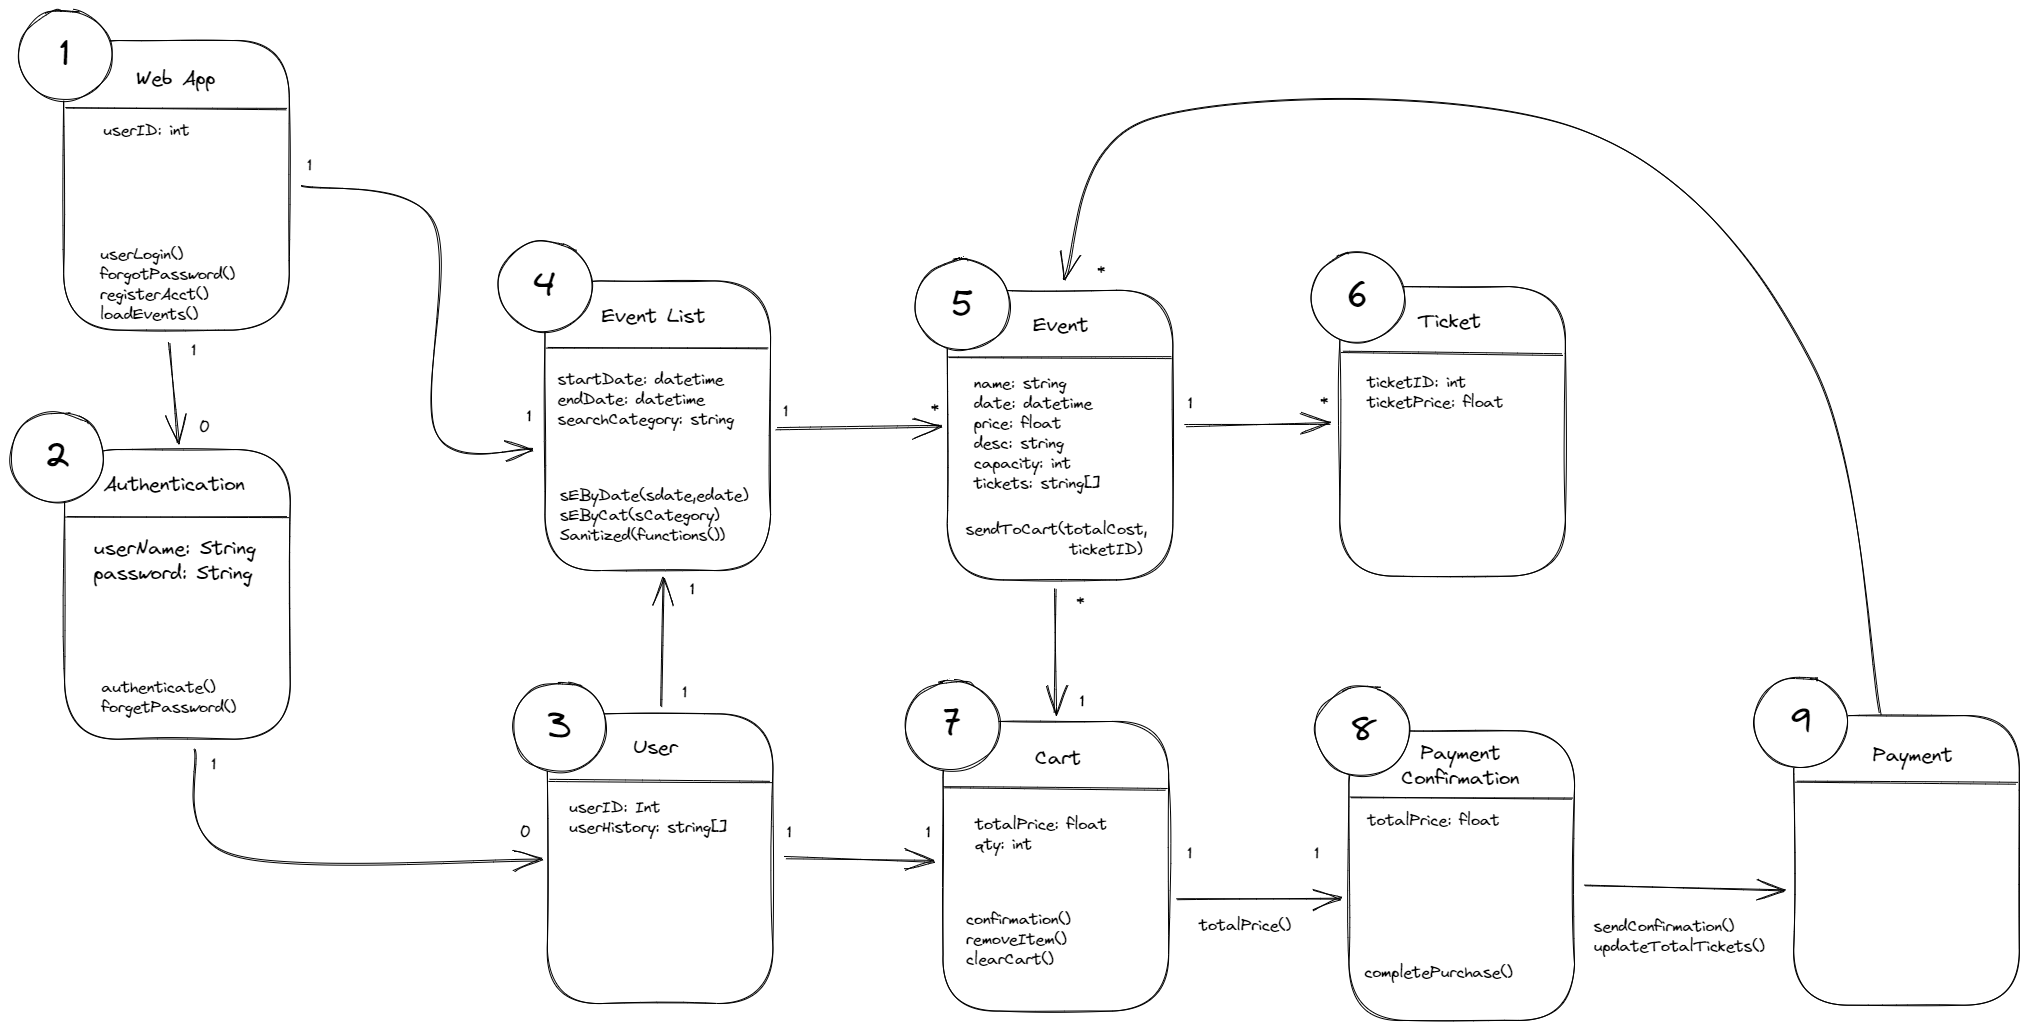 1
Web App
userID: int
userLogin()
forgotPassword()
registerAcct()
loadEvents()
1
1
0
2
Authentication
userName: String
password: String
authenticate()
forgetPassword()
1
0
3
User
userID: Int
userHistory: string[]
1
1
1
1
4
Event List
startDate: datetime
endDate: datetime
searchCategory: string
sEByDate(sdate,edate)
sEByCat(sCategory)
Sanitized(functions())
1
1
*
5
Event
name: string
date: datetime
price: float
desc: string
capacity: int
tickets: string[]
sendToCart(totalCost,
ticketID)
*
1
*
6
Ticket
ticketID: int
ticketPrice: float
*
1
7
Cart
totalPrice: float
qty: int
confirmation()
removeItem()
clearCart()
1
1
totalPrice()
8
Payment
Confirmation
totalPrice: float
completePurchase()
sendConfirmation()
updateTotalTickets()
9
Payment